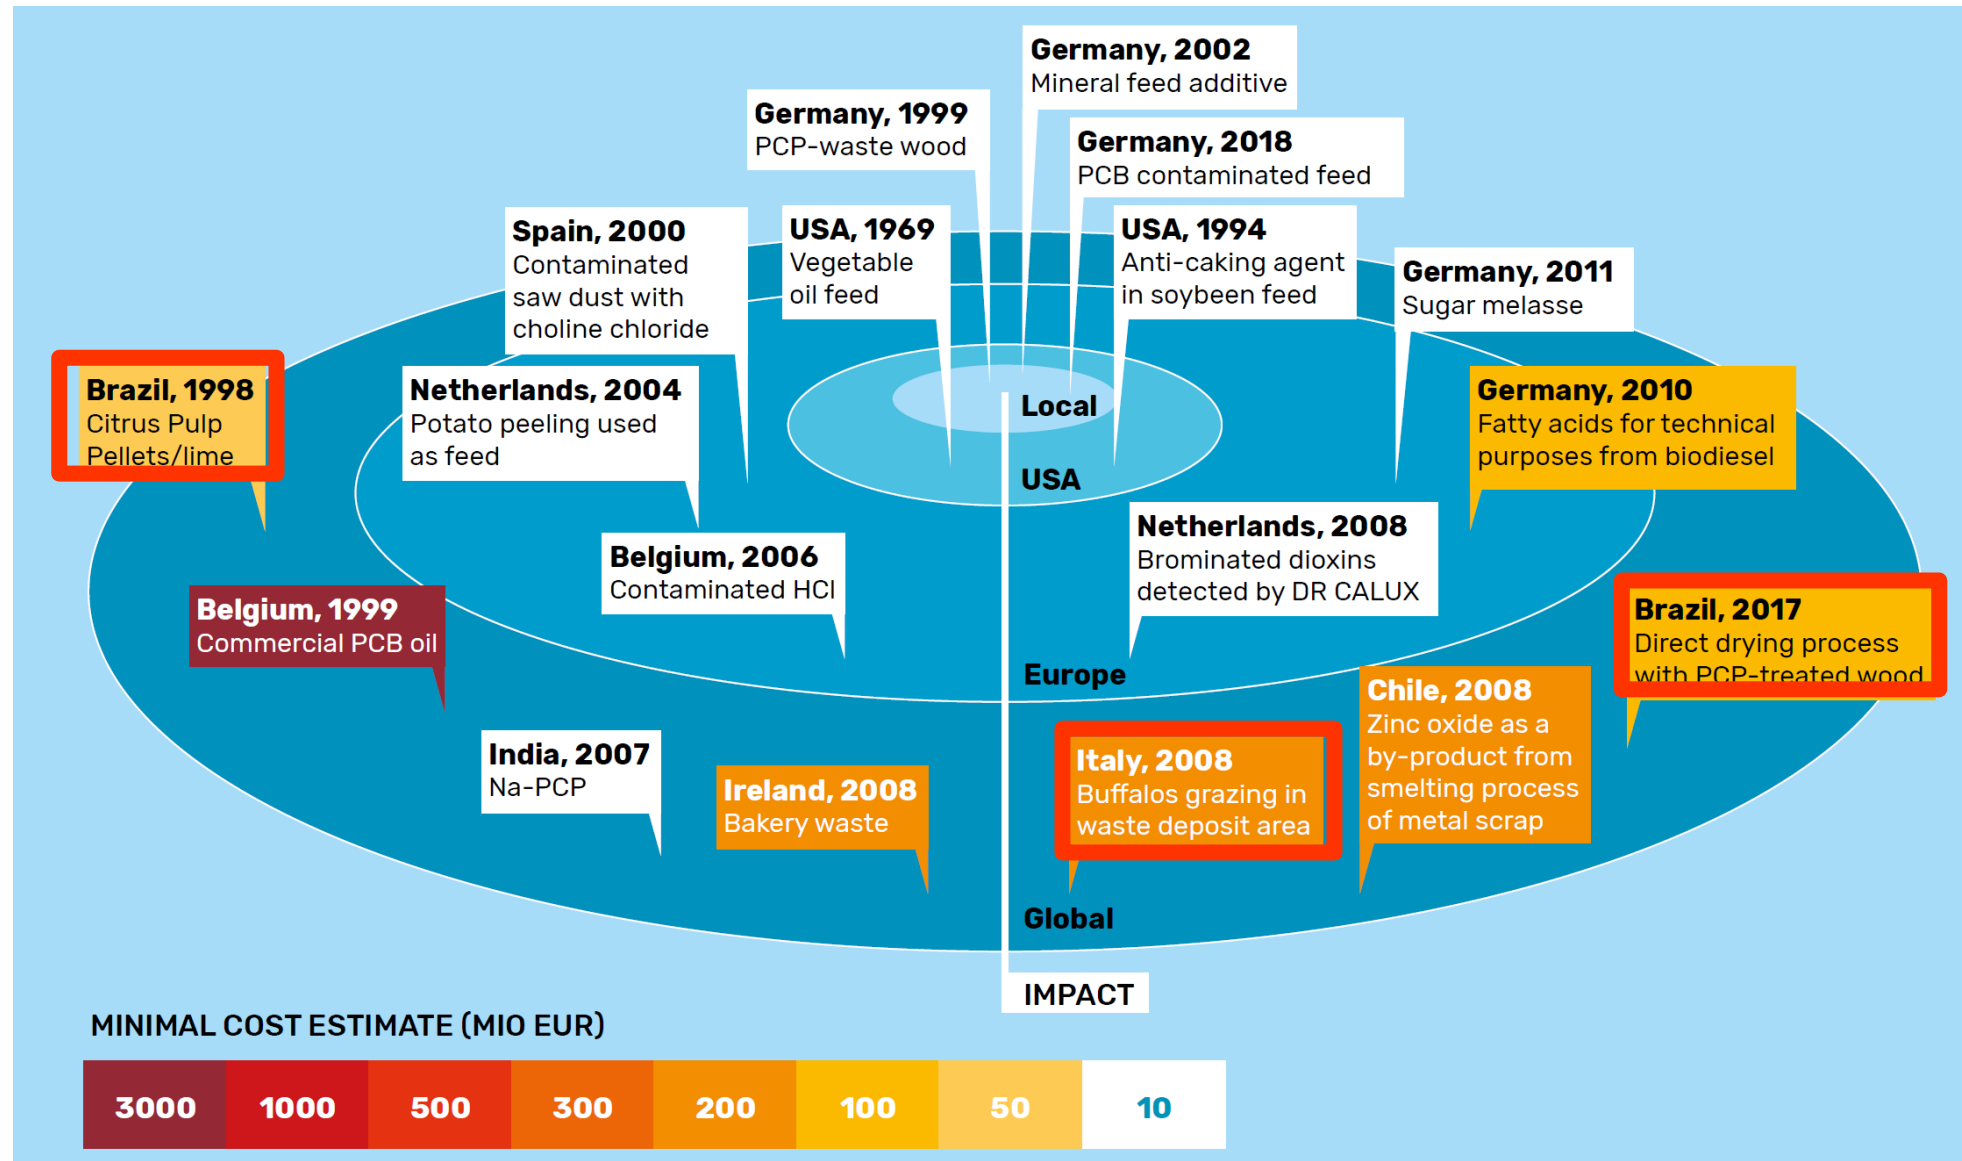 Germany, 2002
Mineral feed additive
Germany, 1999
PCP-waste wood
Germany, 2018
PCB contaminated feed
Spain, 2000
Contaminated
saw dust with
choline chloride
USA, 1969
Vegetable
oil feed
USA, 1994
Anti-caking agent
in soybeen feed
Germany, 2011
Sugar melasse
Brazil, 1998
Citrus Pulp
Pellets/lime
Netherlands, 2004
Potato peeling used
as feed
Local
Germany, 2010
Fatty acids for technical
purposes from biodiesel
USA
Belgium, 2006
Contaminated HCl
Netherlands, 2008
Brominated dioxins
detected by DR CALUX
Belgium, 1999
Commercial PCB oil
Brazil, 2017
Direct drying process
with PCP-treated wood
Europe
Chile, 2008
Zinc oxide as a
by-product from
smelting process
of metal scrap
India, 2007
Na-PCP
Ireland, 2008
Bakery waste
Italy, 2008
Buffalos grazing in
waste deposit area
Global
IMPACT
MINIMAL COST ESTIMATE (MIO EUR)
3000 1000 500 300 200 100 50 10